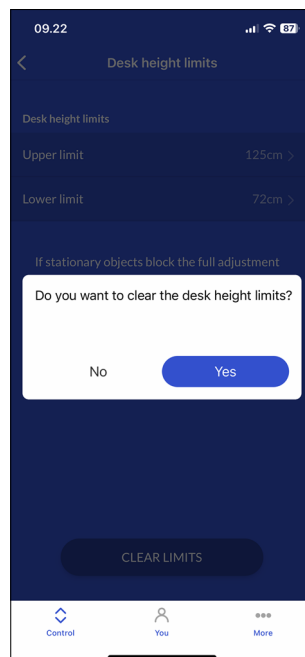 09.22
87
Desk height limits
Desk height limits
Upper limit 125cm
Lower limit 72cm
If stationary objects block the full adjustment
Do you want to clear the desk height limits?
No Yes
CLEAR LIMITS
Control You More